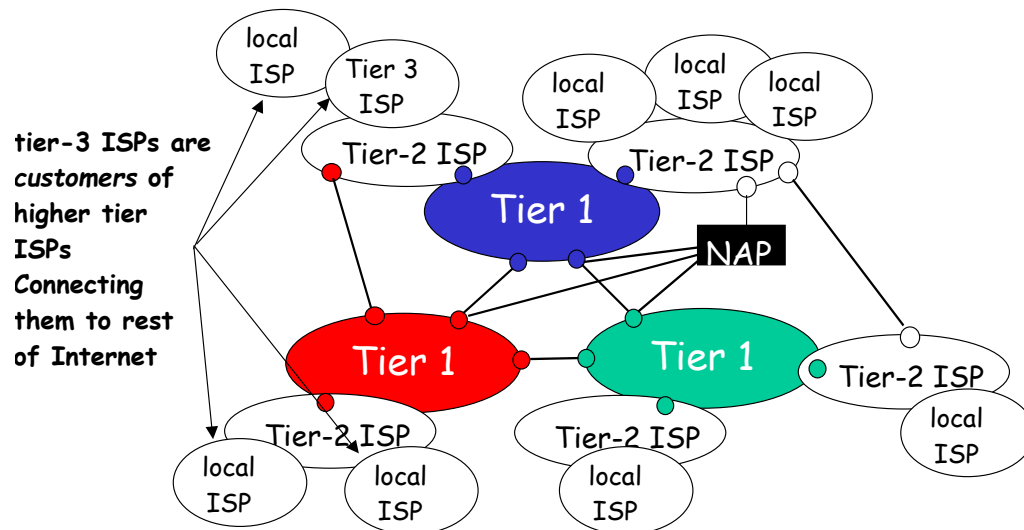 local
ISP
Tier 3
ISP
local
ISP
local
ISP
local
ISP
tier-3 ISPs are
customers of
higher tier
ISPs
Connecting
them to rest
of Internet
Tier-2 ISP
Tier-2 ISP
Tier 1
NAP
Tier 1
Tier 1
Tier-2 ISP
Tier-2 ISP
Tier-2 ISP
local
ISP
local
ISP
local
ISP
local
ISP